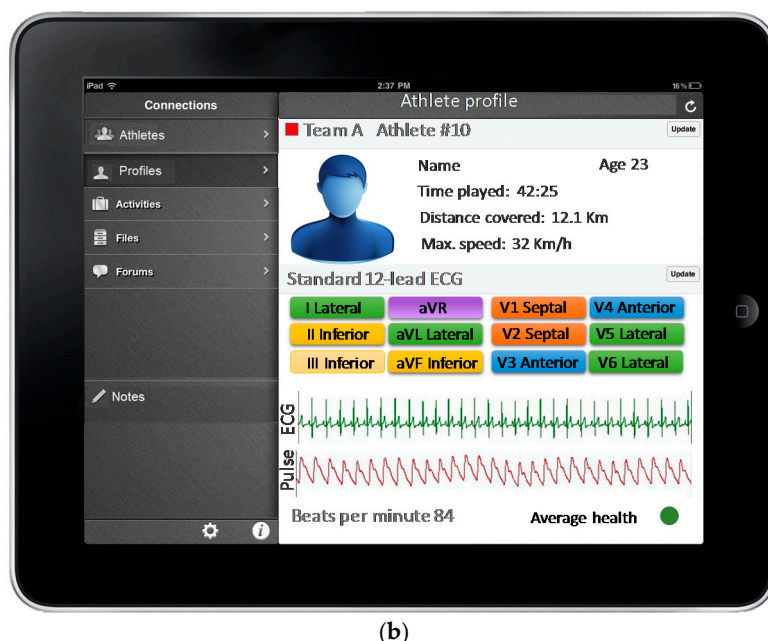 iPad 2:37 PM 16%
Connections
Athlete profile
Athletes
Profiles
Activities
Files
Forums
Notes
Team A Athlete #10
Update
Name Age 23
Time played: 42:25
Distance covered: 12.1 Km
Max. speed: 32 Km/h
Standard 12-lead ECG
Update
I Lateral aVR V1 Septal V4 Anterior
II Inferior aVL Lateral V2 Septal V5 Lateral
III Inferior aVF Inferior V3 Anterior V6 Lateral
ECG
Pulse
Beats per minute 84 Average health
(b)